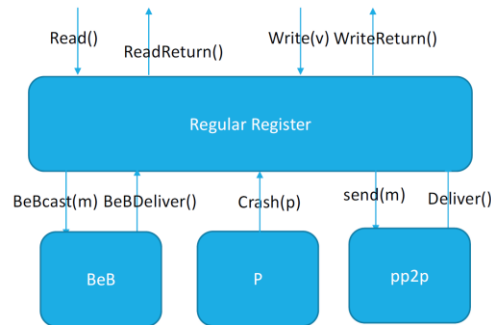 Read()
ReadReturn()
Write(v)
WriteReturn()
Regular Register
BeBcast(m)
BeBDeliver()
Crash(p)
send(m)
Deliver()
BeB
P
pp2p